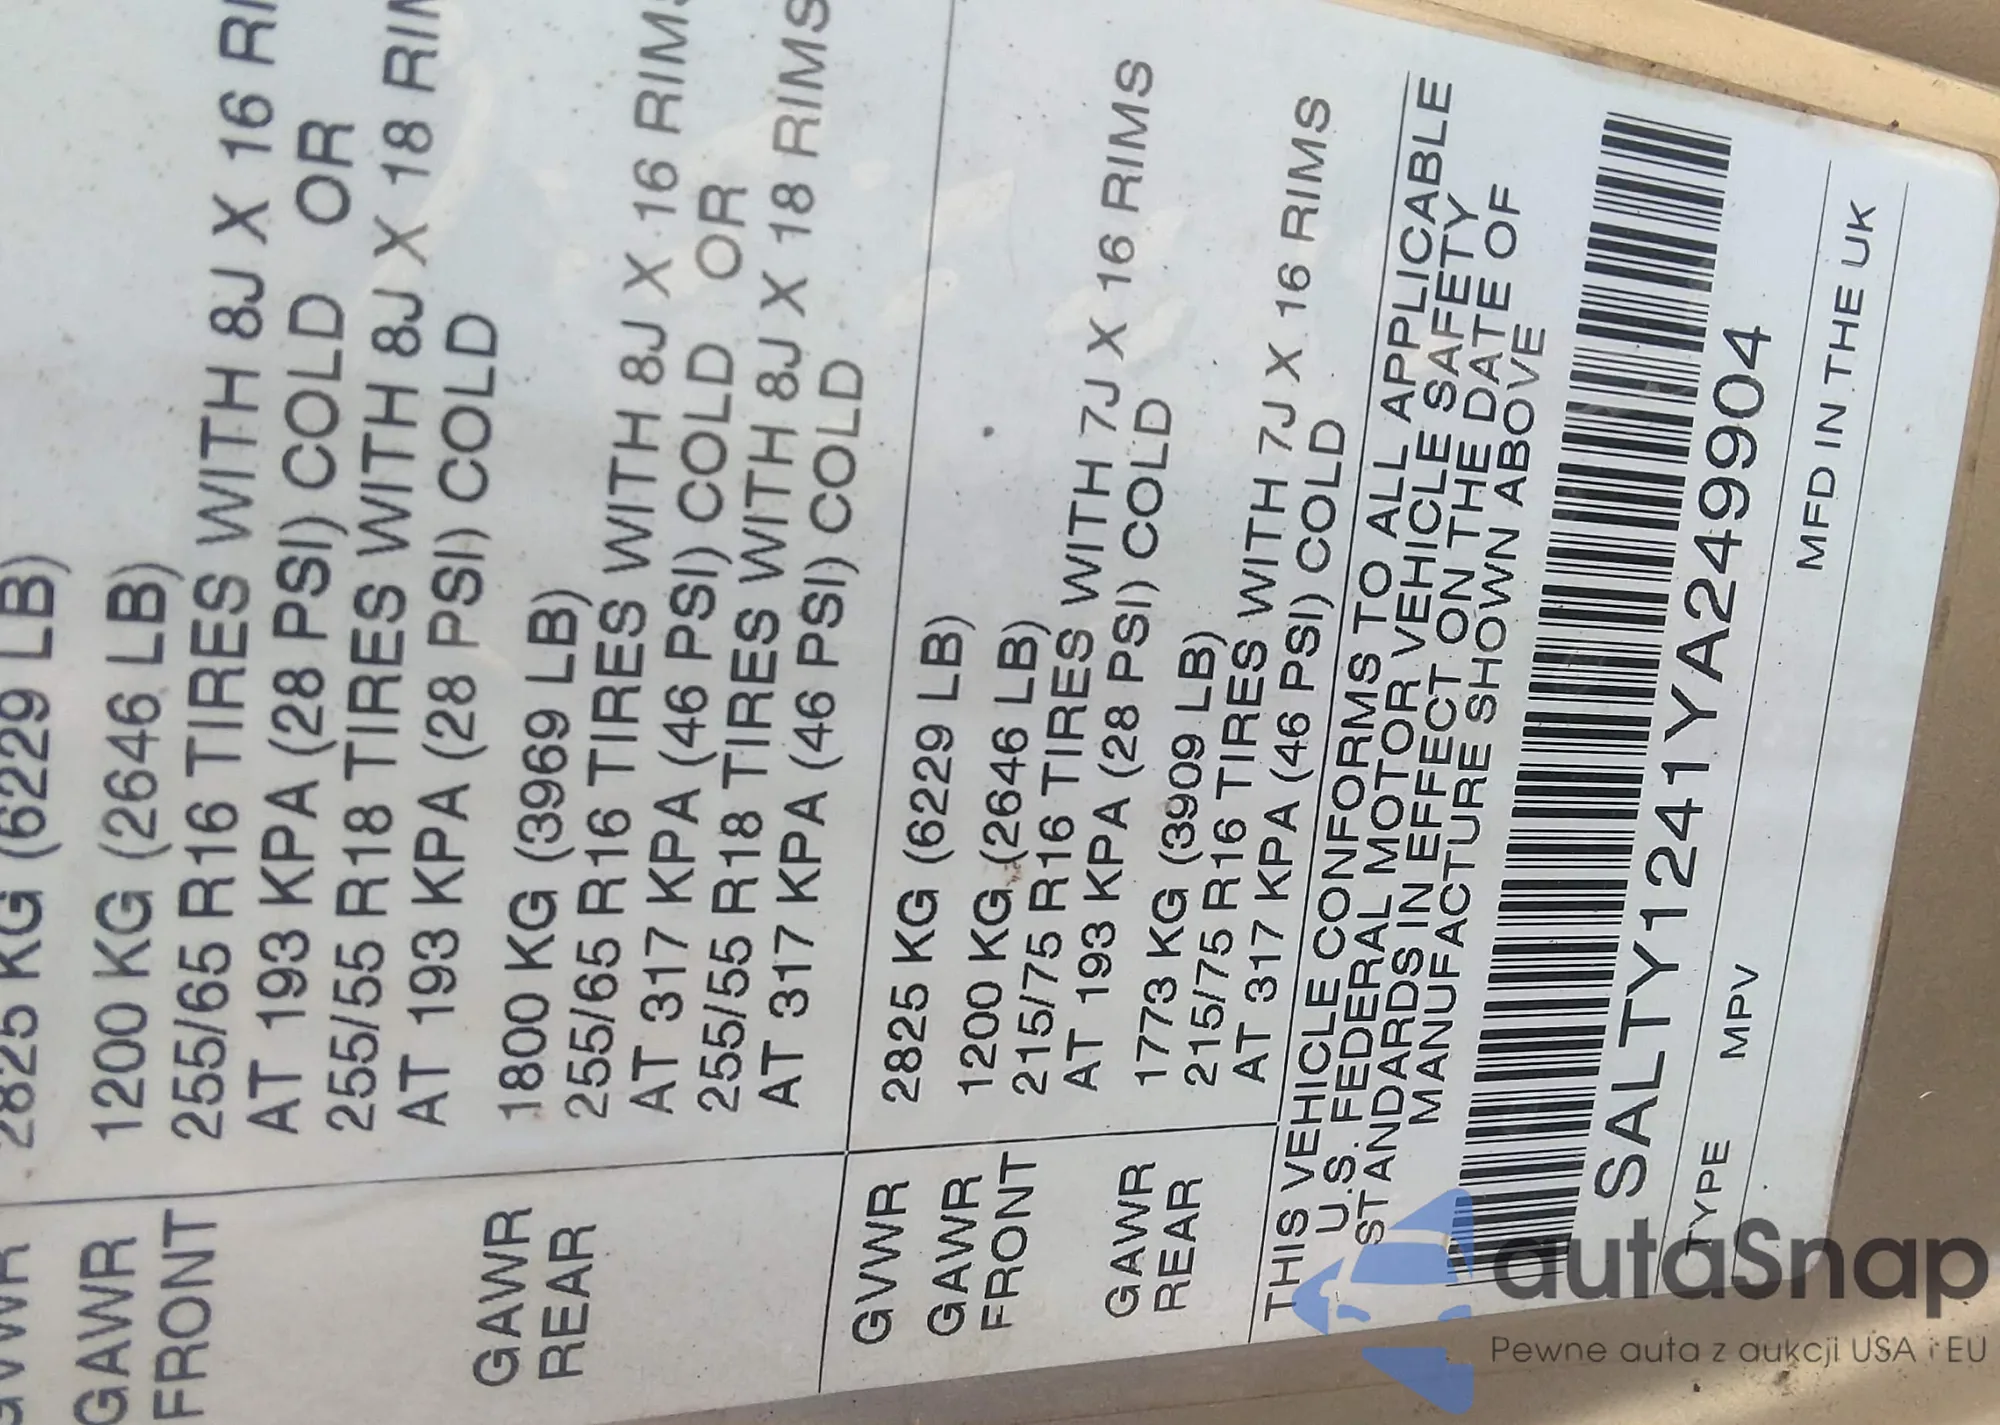 GVWR 2825 KG (6229 LB)
GAWR FRONT 1200 KG (2646 LB)
255/65 R16 TIRES WITH 8J X 16
AT 193 KPA (28 PSI) COLD OR
255/55 R18 TIRES WITH 8J X 18
AT 193 KPA (28 PSI) COLD
GAWR REAR 1800 KG (3969 LB)
255/65 R16 TIRES WITH 8J X 16 RIMS
AT 317 KPA (46 PSI) COLD OR
255/55 R18 TIRES WITH 8J X 18 RIMS
AT 317 KPA (46 PSI) COLD
GVWR 2825 KG (6229 LB)
GAWR FRONT 1200 KG (2646 LB)
215/75 R16 TIRES WITH 7J X 16 RIMS
AT 193 KPA (28 PSI) COLD
GAWR REAR 1773 KG (3909 LB)
215/75 R16 TIRES WITH 7J X 16 RIMS
AT 317 KPA (46 PSI) COLD
THIS VEHICLE CONFORMS TO ALL APPLICABLE
U.S. FEDERAL MOTOR VEHICLE SAFETY
STANDARDS IN EFFECT ON THE DATE OF
MANUFACTURE SHOWN ABOVE
SALTY1241YA249904
TYPE MPV MFD IN THE UK
autaSnap
Pewne auta z aukcji USA i EU